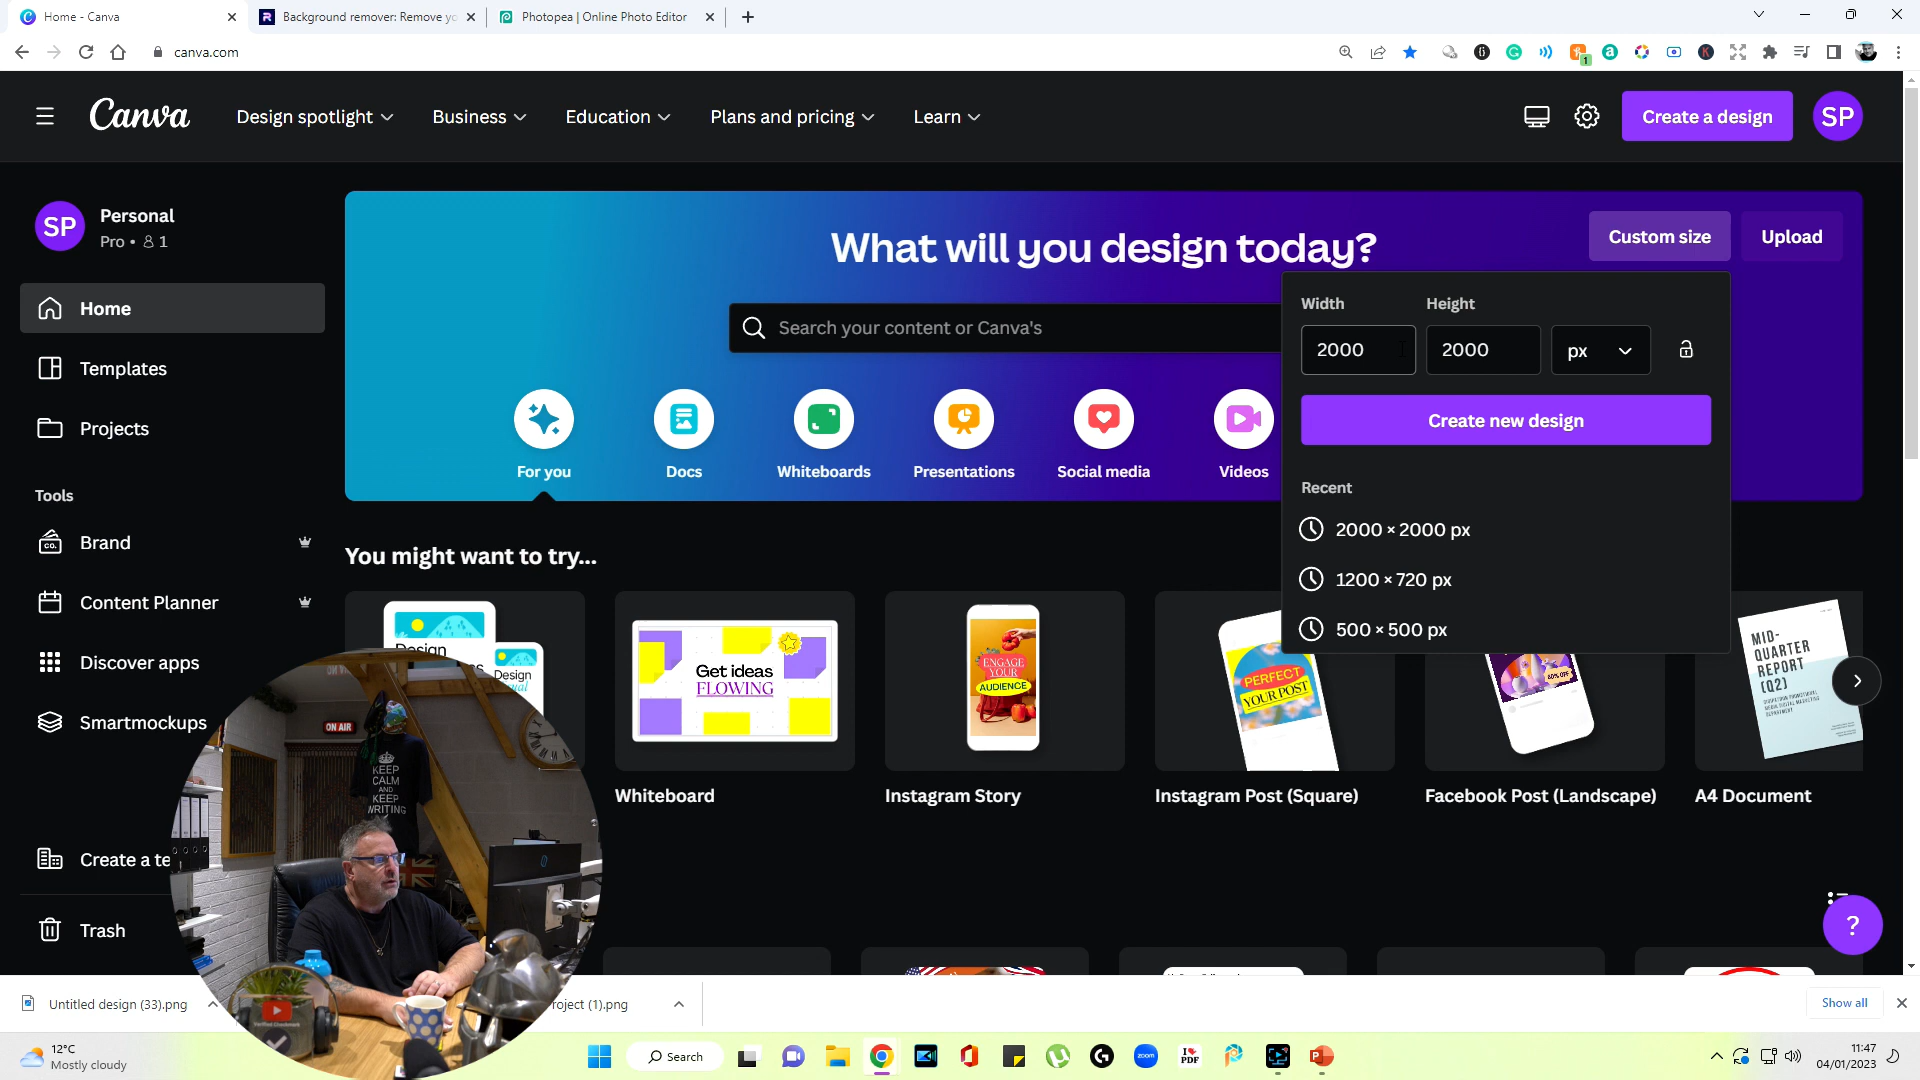 Home - Canva
Background remover: Remove yo
Photopea | Online Photo Editor
canva.com
1
Canva
Design spotlight
Business
Education
Plans and pricing
Learn
Create a design
SP
SP
Personal
Pro • 1
Home
Templates
Projects
Tools
Brand
Content Planner
Discover apps
Smartmockups
Create a te
Trash
What will you design today?
Custom size
Upload
Search your content or Canva's
For you
Docs
Whiteboards
Presentations
Social media
Videos
Width
Height
2000
2000
px
Create new design
Recent
2000 × 2000 px
1200 × 720 px
500 × 500 px
You might want to try...
Design
Design
Get ideas
FLOWING
ENGAGE
YOUR
AUDIENCE
PERFECT
YOUR POST
60% OFF
MID-
QUARTER
REPORT
(Q2)
Whiteboard
Instagram Story
Instagram Post (Square)
Facebook Post (Landscape)
A4 Document
ON AIR
KEEP
CALM
AND
KEEP
WRITING
?
Untitled design (33).png
roject (1).png
Show all
12°C
Mostly cloudy
Search
zoom
I
PDF
11:47
04/01/2023